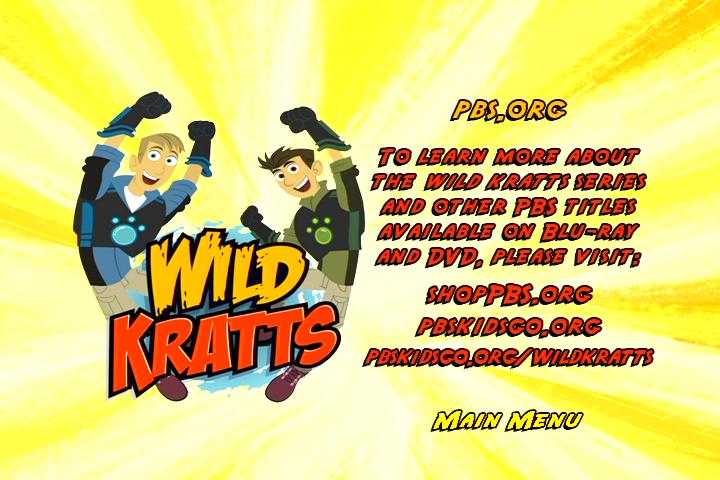 WILD
KRATTS
PBS.ORG
TO LEARN MORE ABOUT
THE WILD KRATTS SERIES
AND OTHER PBS TITLES
AVAILABLE ON BLU-RAY
AND DVD, PLEASE VISIT:
SHOPPBS.ORG
PBSKIDSGO.ORG
PBSKIDSGO.ORG/WILDKRATTS
MAIN MENU